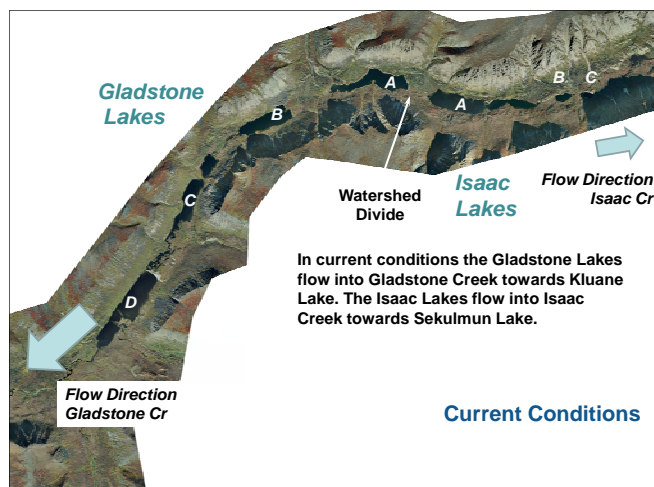 Gladstone
Lakes
A
B
C
D
A
B
C
Watershed
Divide
Isaac
Lakes
Flow Direction
Isaac Cr
In current conditions the Gladstone Lakes
flow into Gladstone Creek towards Kluane
Lake. The Isaac Lakes flow into Isaac
Creek towards Sekulmun Lake.
Flow Direction
Gladstone Cr
Current Conditions